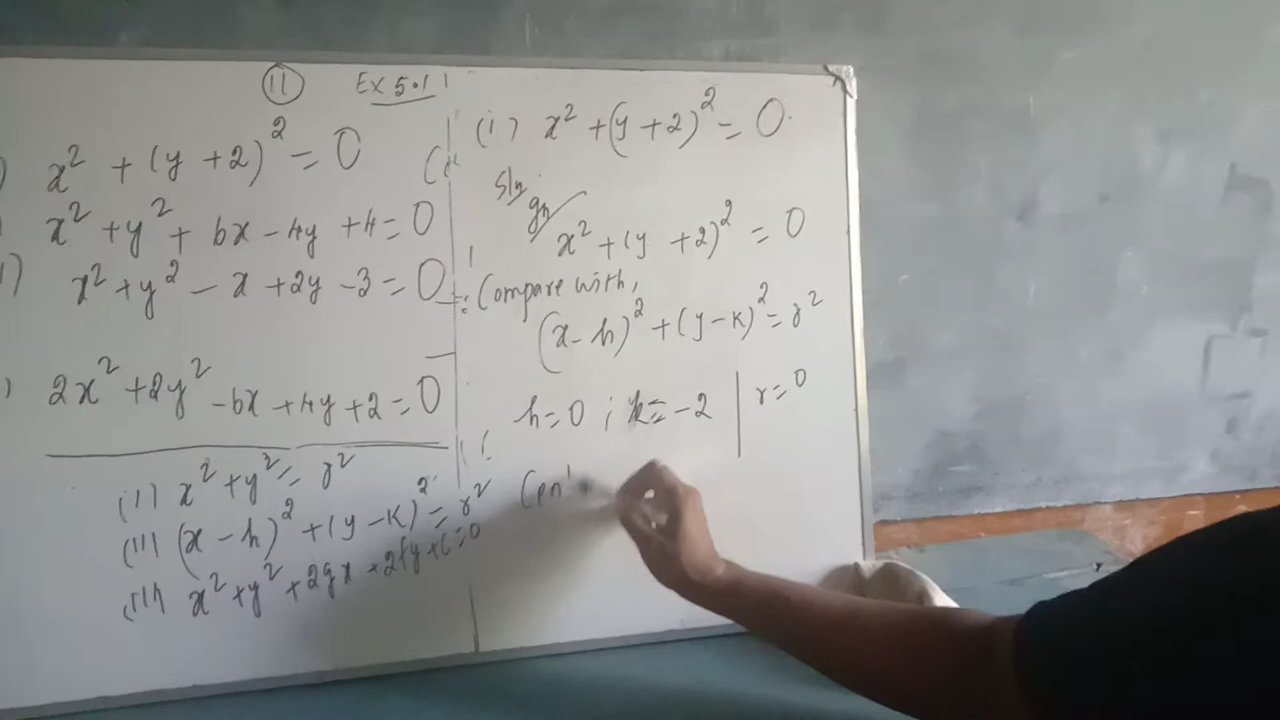 (11) Ex 5.1
x² + (y + 2)² = 0
x² + y² + 6x - 4y + 4 = 0
x² + y² - x + 2y - 3 = 0
2x² + 2y² - 6x + 4y + 2 = 0
(i) x² + y² = r²
(ii) (x - h)² + (y - k)² = r²
(iii) x² + y² + 2gx + 2fy + c = 0
(i) x² + (y + 2)² = 0.
Sln
gn
x² + (y + 2)² = 0
Compare with,
(x - h)² + (y - k)² = r²
h = 0 ; k = -2 | r = 0
Cen